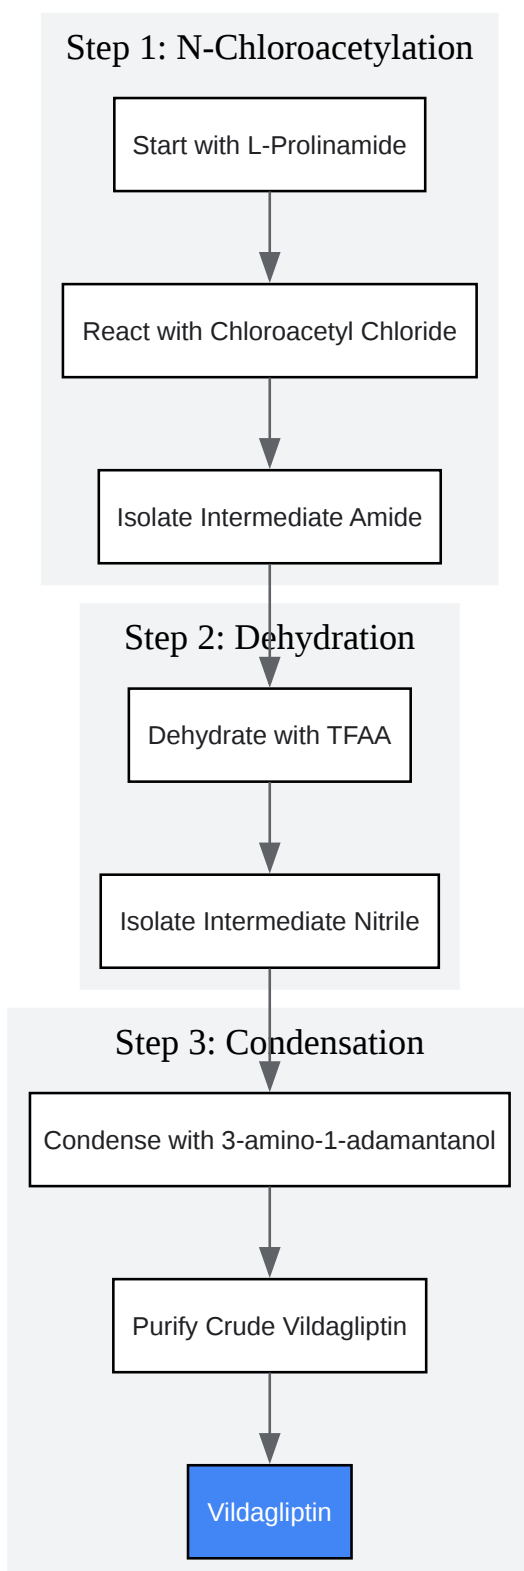 Step 1: N-Chloroacetylation
Start with L-Prolinamide
React with Chloroacetyl Chloride
Isolate Intermediate Amide
Step 2: Dehydration
Dehydrate with TFAA
Isolate Intermediate Nitrile
Step 3: Condensation
Condense with 3-amino-1-adamantanol
Purify Crude Vildagliptin
Vildagliptin